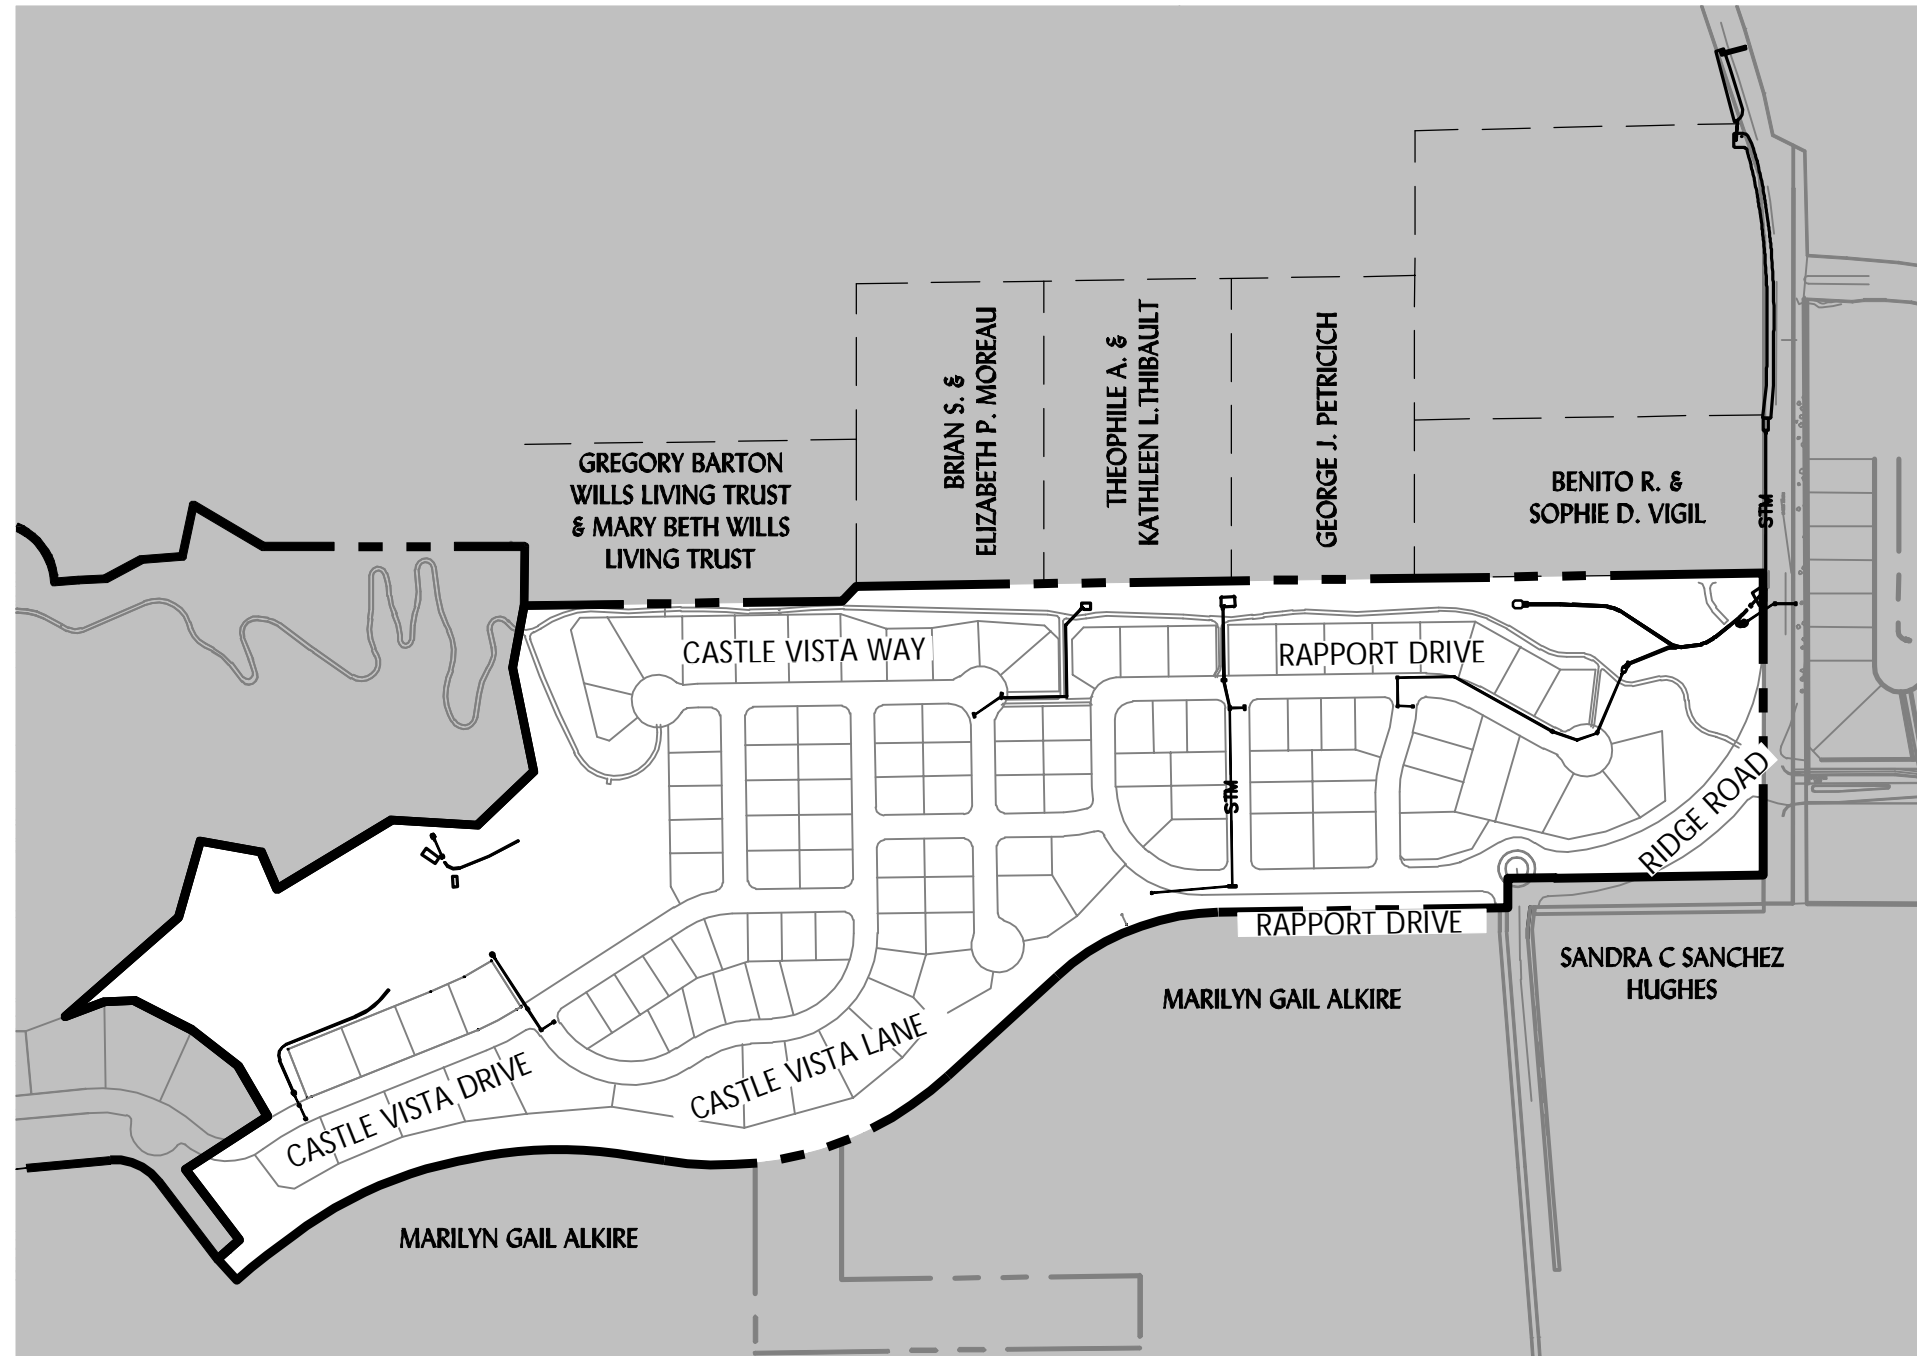 BRIAN S. &
ELIZABETH P. MOREAU
THEOPHILE A. &
KATHLEEN L.THIBAULT
GEORGE J. PETRICICH
GREGORY BARTON
WILLS LIVING TRUST
& MARY BETH WILLS
LIVING TRUST
BENITO R. &
SOPHIE D. VIGIL
STM
CASTLE VISTA WAY
RAPPORT DRIVE
STM
RIDGE ROAD
RAPPORT DRIVE
SANDRA C SANCHEZ
HUGHES
MARILYN GAIL ALKIRE
CASTLE VISTA LANE
CASTLE VISTA DRIVE
MARILYN GAIL ALKIRE